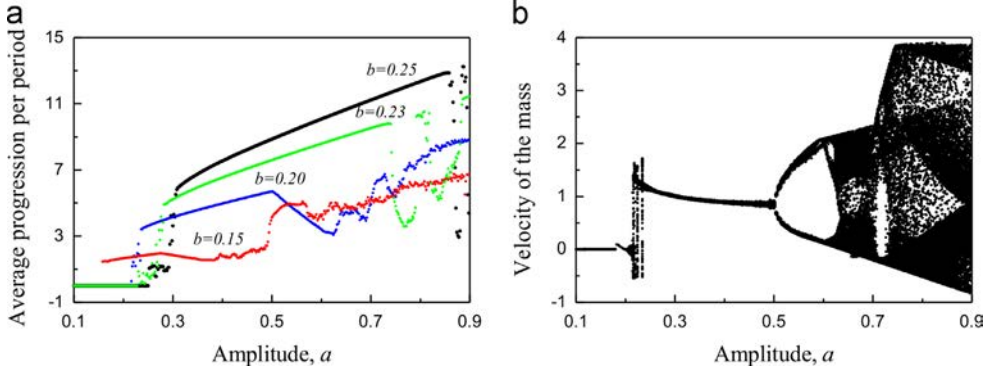 a
Average progression per period
15
11
7
3
-1
b=0.25
b=0.23
b=0.20
b=0.15
0.1 0.3 0.5 0.7 0.9
Amplitude, a
b
Velocity of the mass
4
3
2
1
0
-1
0.1 0.3 0.5 0.7 0.9
Amplitude, a